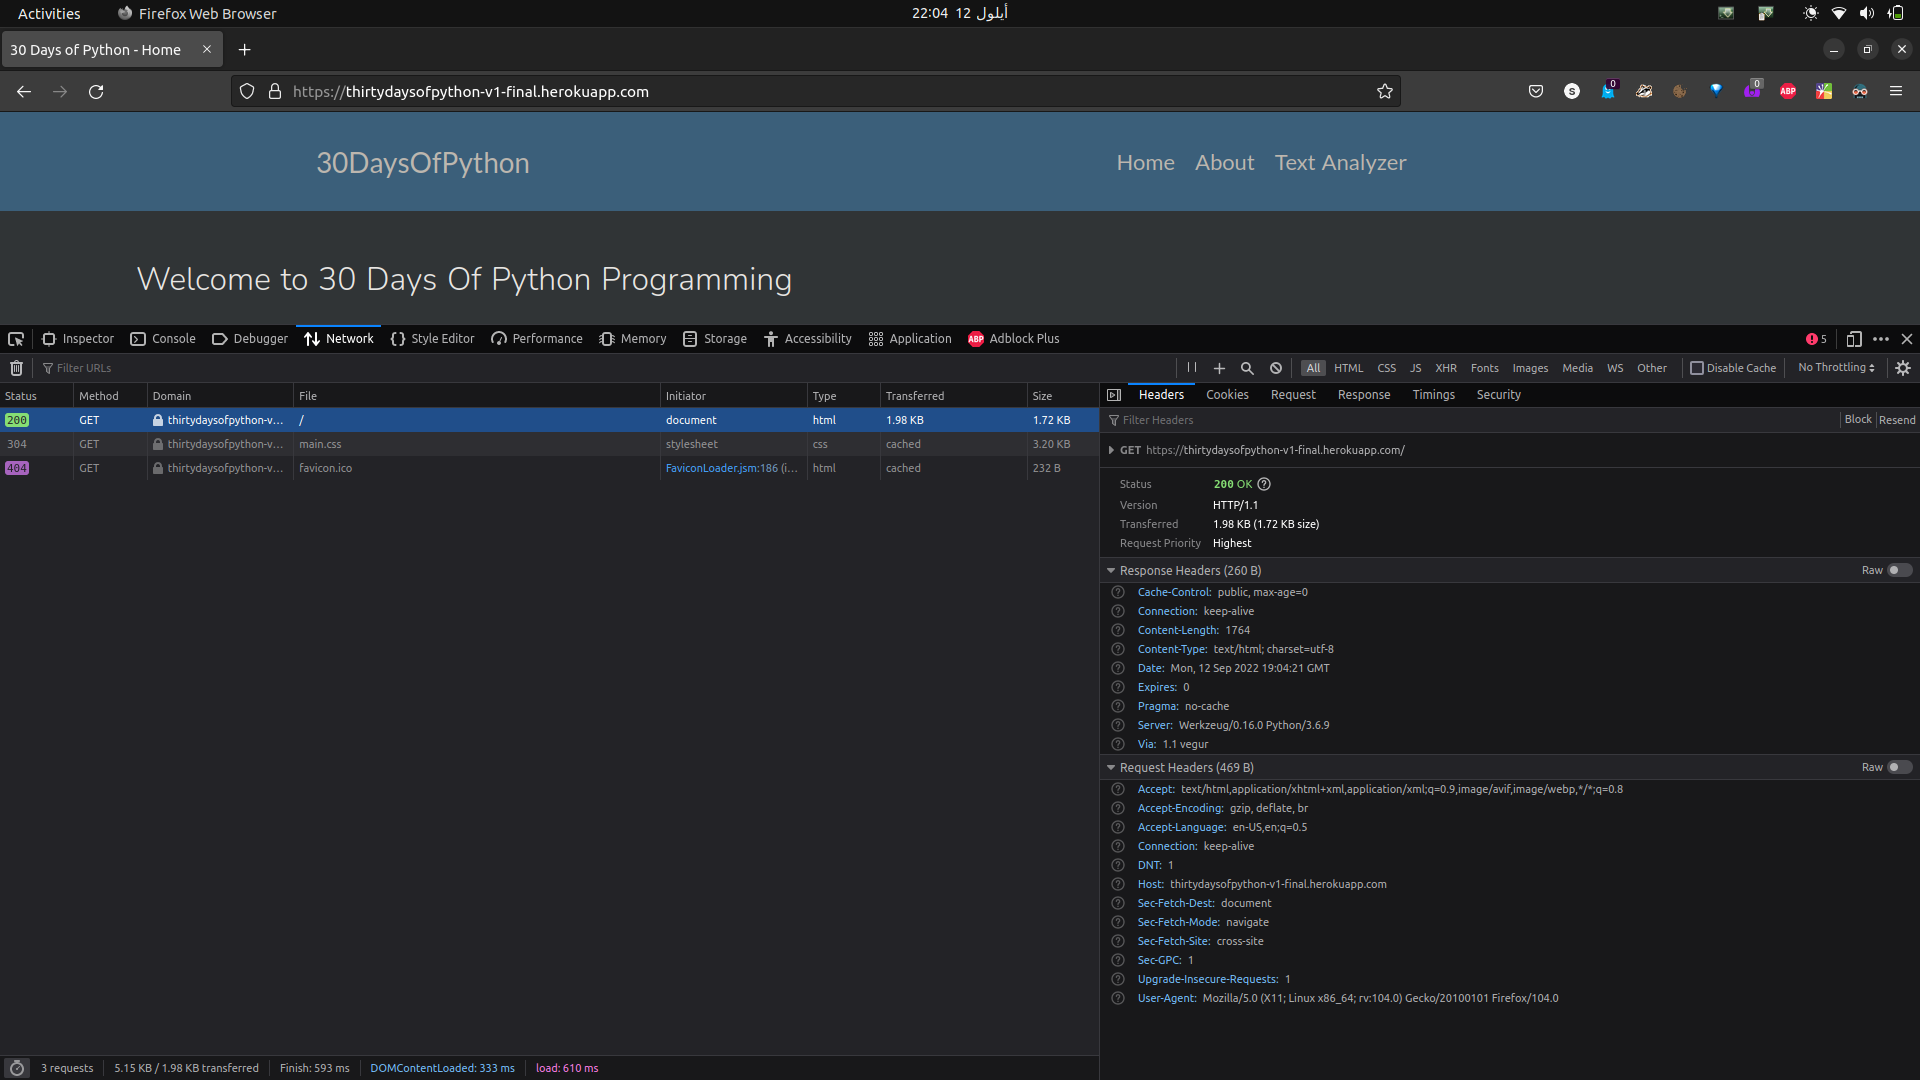 Activities Firefox Web Browser 22:04 12 أيلول
30 Days of Python - Home
https://thirtydaysofpython-v1-final.herokuapp.com
S 0 0 ABP
30DaysOfPython Home About Text Analyzer
Welcome to 30 Days Of Python Programming
Inspector Console Debugger Network Style Editor Performance Memory Storage Accessibility Application ABP Adblock Plus 5
Filter URLs All HTML CSS JS XHR Fonts Images Media WS Other Disable Cache No Throttling
Status Method Domain File Initiator Type Transferred Size
200 GET thirtydaysofpython-v... / document html 1.98 KB 1.72 KB
304 GET thirtydaysofpython-v... main.css stylesheet css cached 3.20 KB
404 GET thirtydaysofpython-v... favicon.ico FaviconLoader.jsm:186 (i... html cached 232 B
Headers Cookies Request Response Timings Security
Filter Headers Block Resend
GET https://thirtydaysofpython-v1-final.herokuapp.com/
Status 200 OK
Version HTTP/1.1
Transferred 1.98 KB (1.72 KB size)
Request Priority Highest
Response Headers (260 B) Raw
Cache-Control: public, max-age=0
Connection: keep-alive
Content-Length: 1764
Content-Type: text/html; charset=utf-8
Date: Mon, 12 Sep 2022 19:04:21 GMT
Expires: 0
Pragma: no-cache
Server: Werkzeug/0.16.0 Python/3.6.9
Via: 1.1 vegur
Request Headers (469 B) Raw
Accept: text/html,application/xhtml+xml,application/xml;q=0.9,image/avif,image/webp,*/*;q=0.8
Accept-Encoding: gzip, deflate, br
Accept-Language: en-US,en;q=0.5
Connection: keep-alive
DNT: 1
Host: thirtydaysofpython-v1-final.herokuapp.com
Sec-Fetch-Dest: document
Sec-Fetch-Mode: navigate
Sec-Fetch-Site: cross-site
Sec-GPC: 1
Upgrade-Insecure-Requests: 1
User-Agent: Mozilla/5.0 (X11; Linux x86_64; rv:104.0) Gecko/20100101 Firefox/104.0
3 requests 5.15 KB / 1.98 KB transferred Finish: 593 ms DOMContentLoaded: 333 ms load: 610 ms